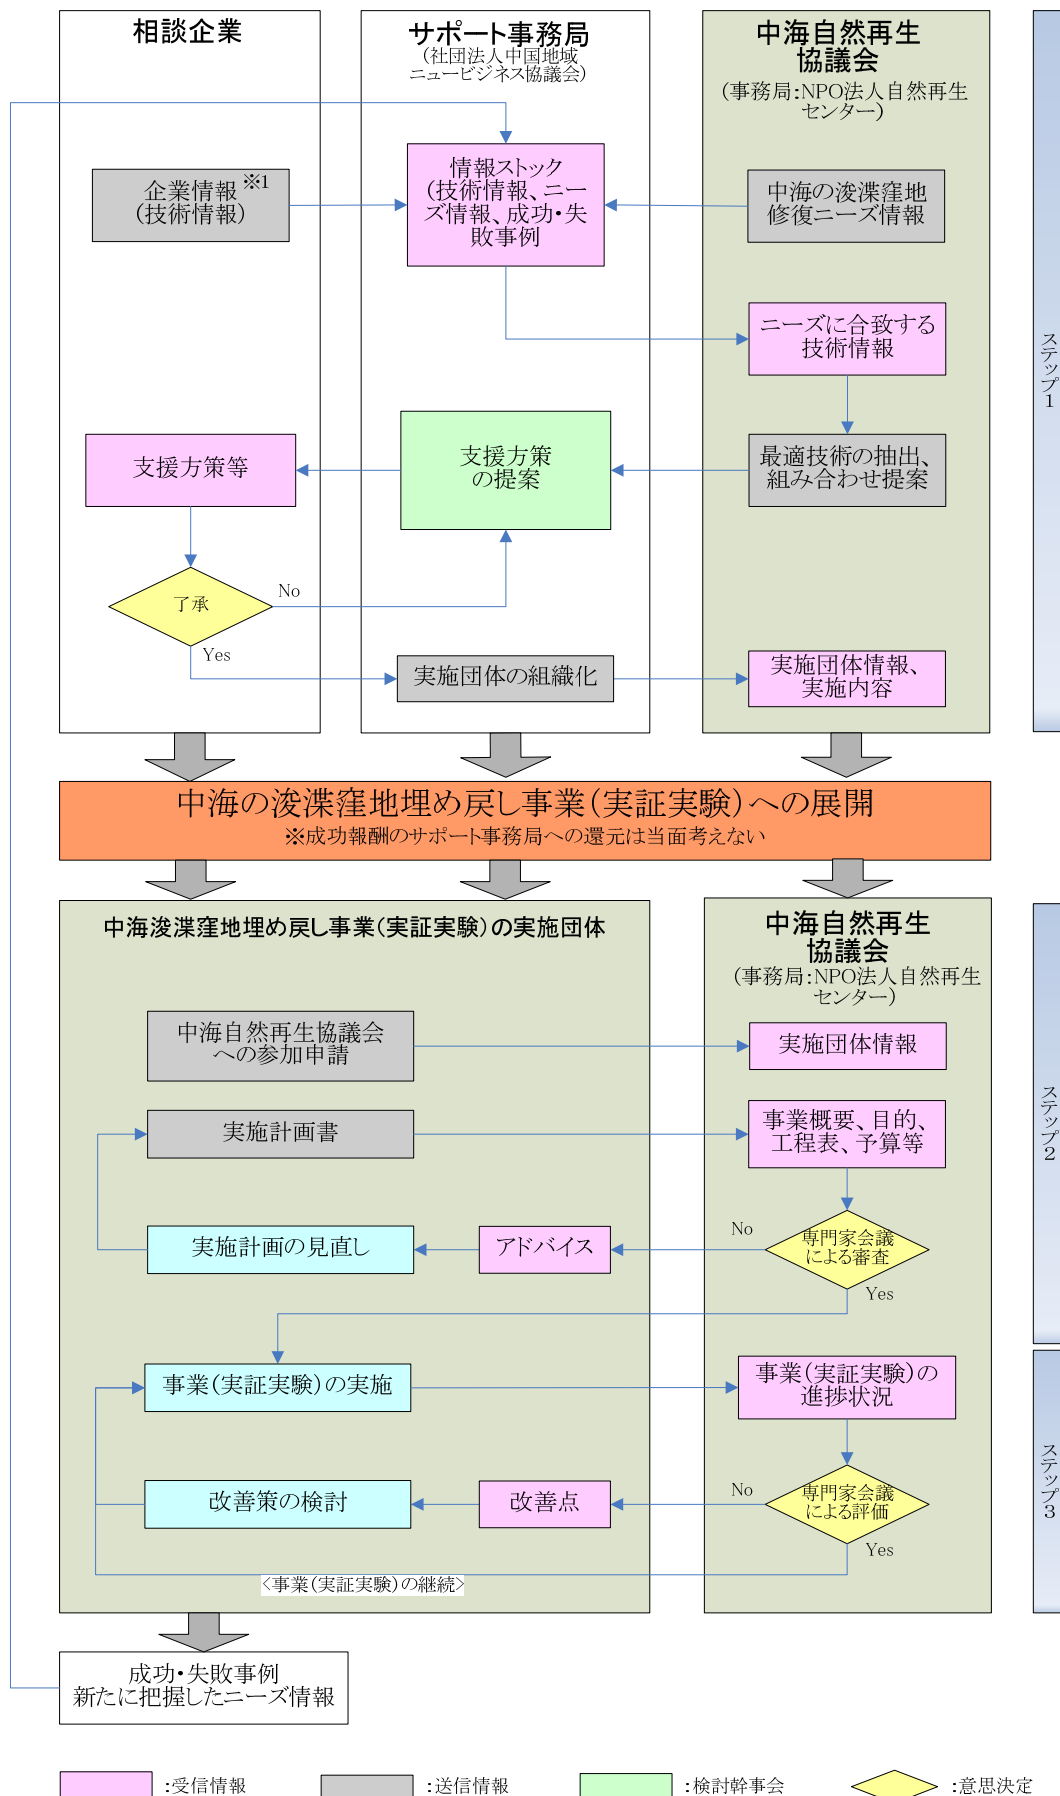 相談企業
サポート事務局
（社団法人中国地域
ニュービジネス協議会）
中海自然再生
協議会
（事務局：NPO法人自然再生
センター）
企業情報 ※1
（技術情報）
情報ストック
（技術情報、ニー
ズ情報、成功・失
敗事例
中海の浚渫窪地
修復ニーズ情報
ニーズに合致する
技術情報
ステップ1
支援方策等
支援方策
の提案
最適技術の抽出、
組み合わせ提案
了承
No
Yes
実施団体の組織化
実施団体情報、
実施内容
中海の浚渫窪地埋め戻し事業（実証実験）への展開
※成功報酬のサポート事務局への還元は当面考えない
中海浚渫窪地埋め戻し事業（実証実験）の実施団体
中海自然再生
協議会
（事務局：NPO法人自然再生
センター）
中海自然再生協議会
への参加申請
実施団体情報
実施計画書
事業概要、目的、
工程表、予算等
ステップ2
実施計画の見直し
アドバイス
No
専門家会議
による審査
Yes
事業（実証実験）の実施
事業（実証実験）の
進捗状況
ステップ3
改善策の検討
改善点
No
専門家会議
による評価
Yes
<事業（実証実験）の継続>
成功・失敗事例
新たに把握したニーズ情報
：受信情報
：送信情報
：検討幹事会
：意思決定